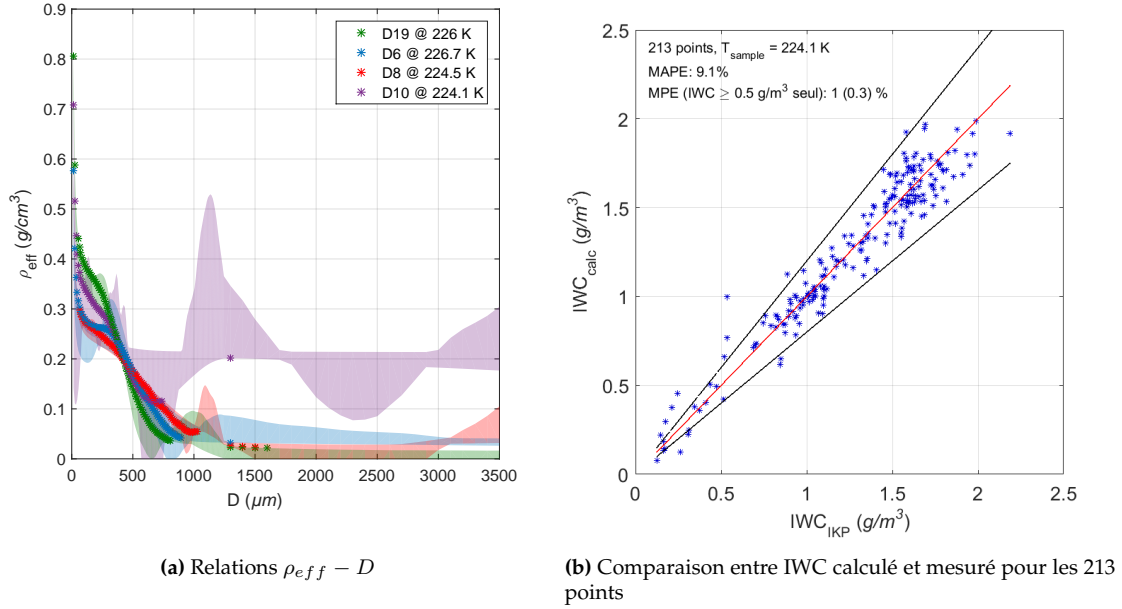 0.9
0.8
0.7
0.6
0.5
0.4
0.3
0.2
0.1
0
ρeff (g/cm³)
D19 @ 226 K
D6 @ 226.7 K
D8 @ 224.5 K
D10 @ 224.1 K
0 500 1000 1500 2000 2500 3000 3500
D (μm)
(a) Relations ρeff − D
2.5
2
1.5
1
0.5
0
IWCcalc (g/m³)
213 points, Tsample = 224.1 K
MAPE: 9.1%
MPE (IWC ≥ 0.5 g/m³ seul): 1 (0.3) %
0 0.5 1 1.5 2 2.5
IWCIKP (g/m³)
(b) Comparaison entre IWC calculé et mesuré pour les 213
points